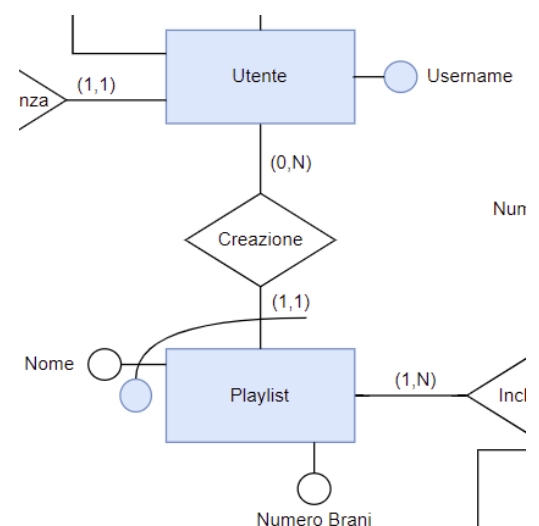 Utente
Username
(1,1)
nza
(0,N)
Num
Creazione
(1,1)
Nome
Playlist
(1,N)
Incl
Numero Brani